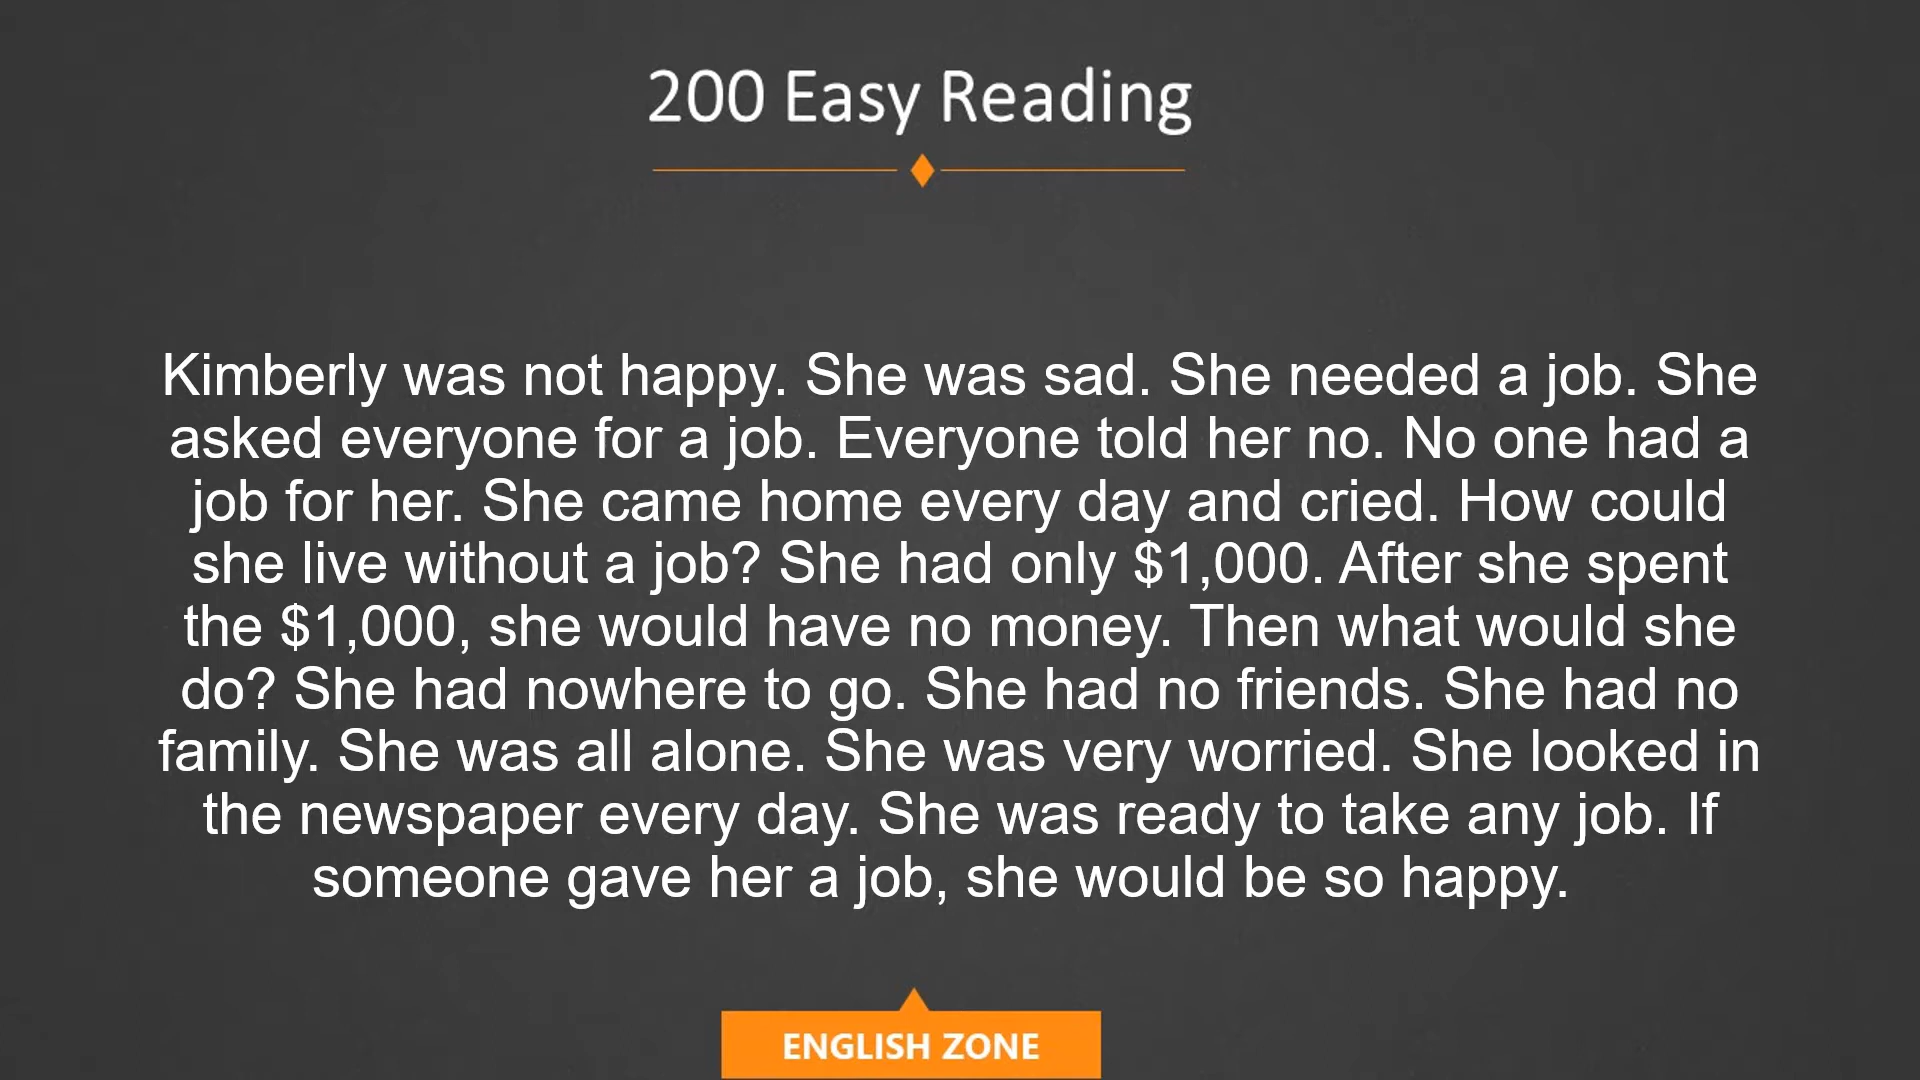 200 Easy Reading
Kimberly was not happy. She was sad. She needed a job. She
asked everyone for a job. Everyone told her no. No one had a
job for her. She came home every day and cried. How could
she live without a job? She had only $1,000. After she spent
the $1,000, she would have no money. Then what would she
do? She had nowhere to go. She had no friends. She had no
family. She was all alone. She was very worried. She looked in
the newspaper every day. She was ready to take any job. If
someone gave her a job, she would be so happy.
ENGLISH ZONE